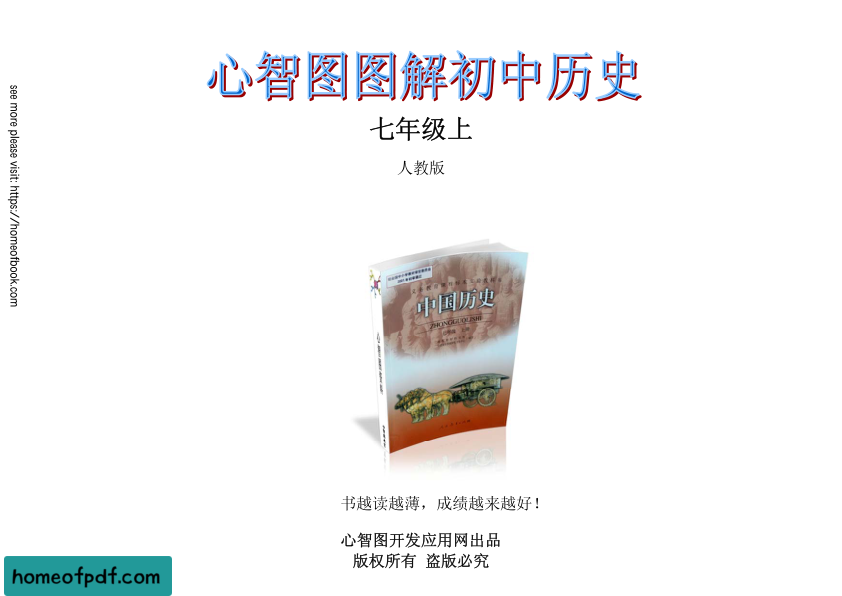 心智图图解初中历史
七年级上
人教版
see more please visit: https://homeofbook.com
中国历史
ZHONGGUOLISHI
书越读越薄，成绩越来越好！
心智图开发应用网出品
版权所有 盗版必究
homeofpdf.com